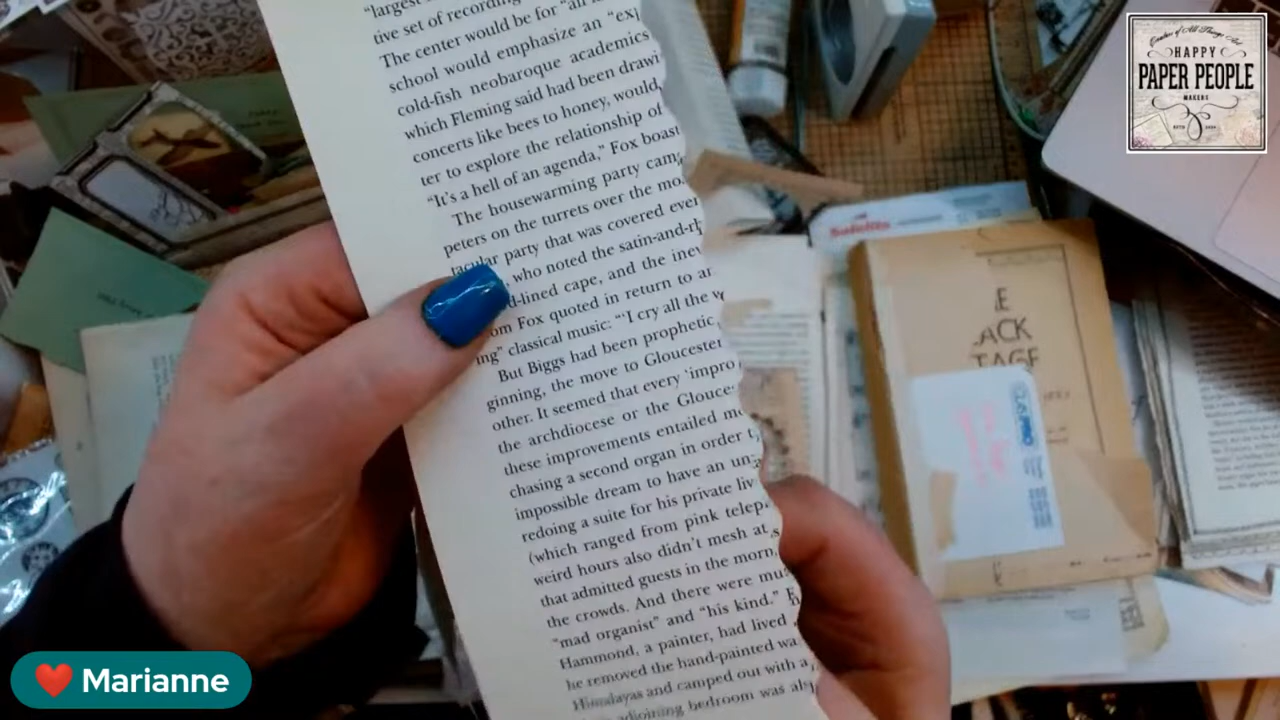 "largest
tive set of recording
The center would be for "all
school would emphasize an "ex
cold-fish neobaroque academics
which Fleming said had been drawi
concerts like bees to honey, would
ter to explore the relationship of
"It's a hell of an agenda," Fox boast
The housewarming party cam
peters on the turrets over the mo
tacular party that was covered ever
who noted the satin-and-r
d-lined cape, and the inev
om Fox quoted in return to ar
ing" classical music: "'I cry all the w
But Biggs had been prophetic
ginning, the move to Gloucester
other. It seemed that every 'impro
the archdiocese or the Glouce
these improvements entailed mo
chasing a second organ in order t
impossible dream to have an un
redoing a suite for his private liv
(which ranged from pink telep
weird hours also didn't mesh at s
that admitted guests in the morn
the crowds. And there were mu
"mad organist" and "his kind." F
Hammond, a painter, had lived
he removed the hand-painted wa
Himalayas and camped out with a
adjoining bedroom was als
HAPPY
PAPER PEOPLE
MAKERS
E
ACK
TAGE
❤️ Marianne